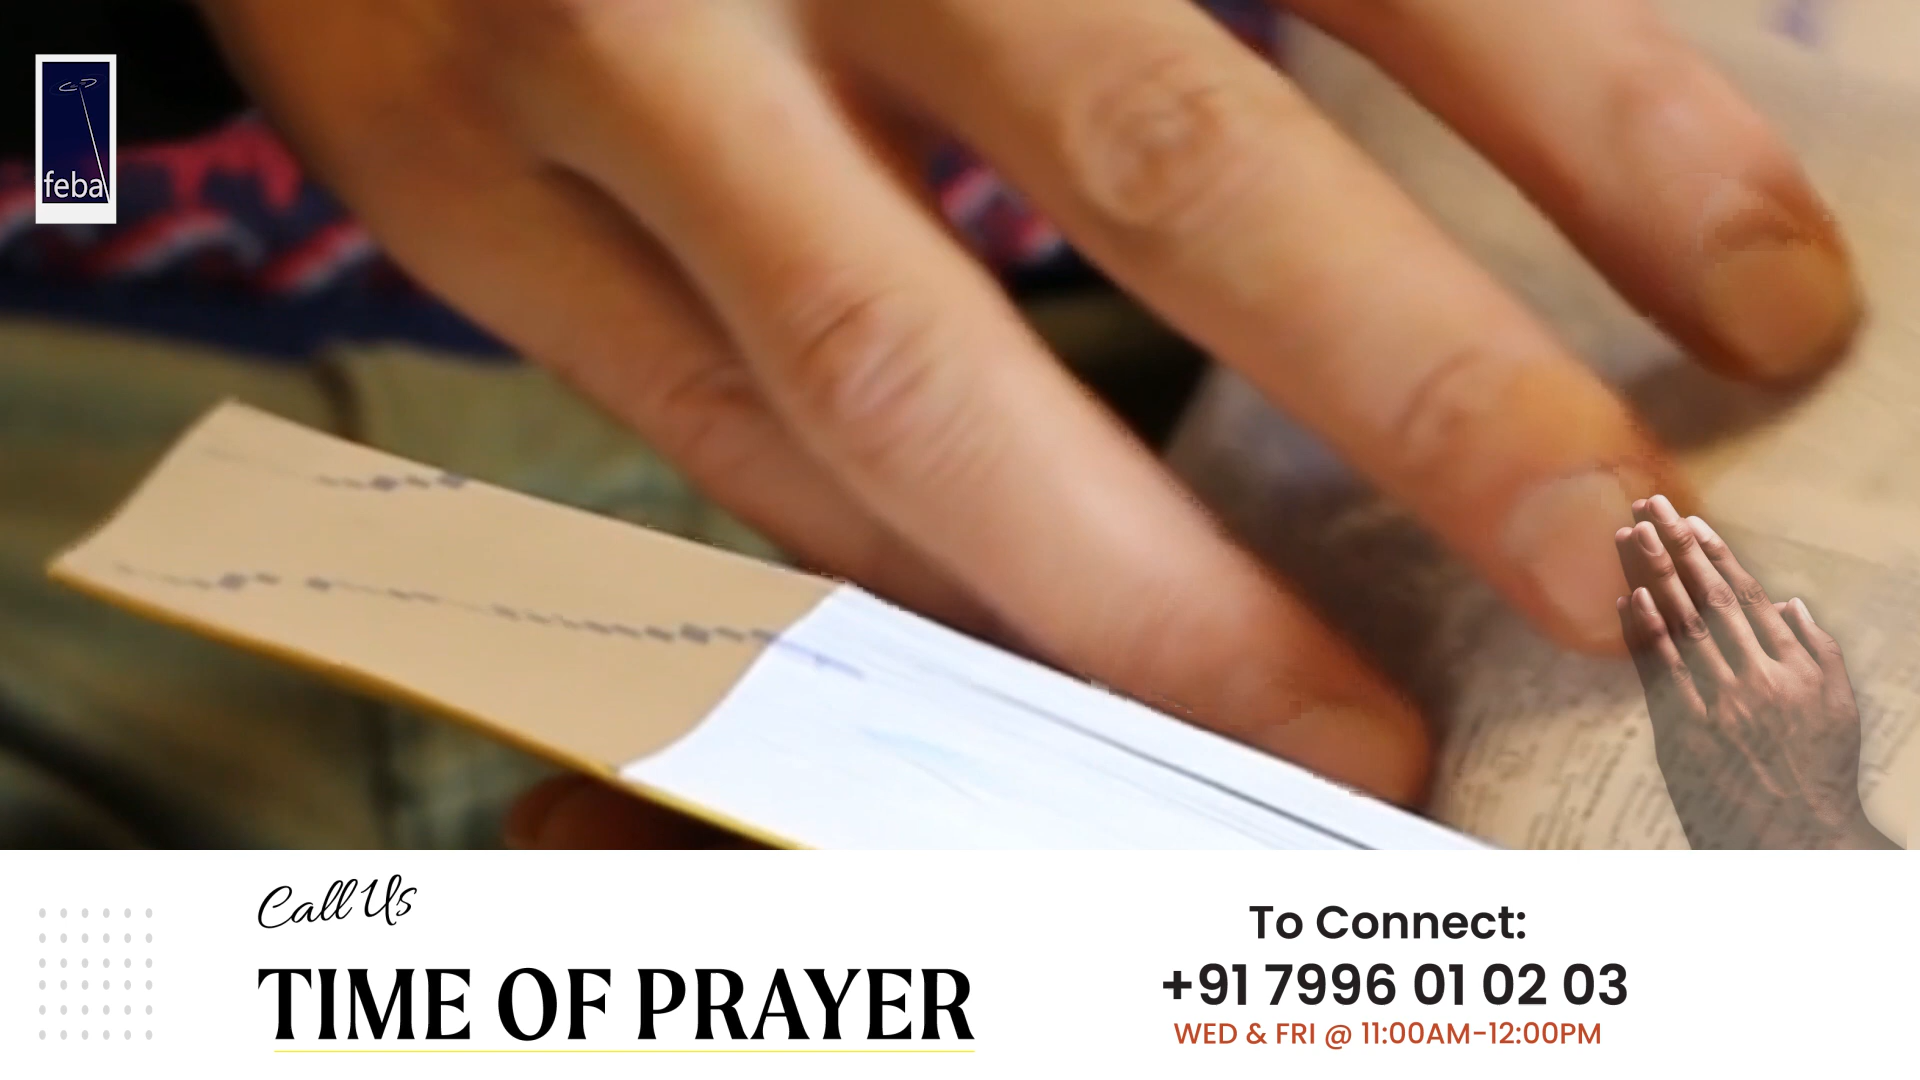 feba
Call Us
TIME OF PRAYER
To Connect:
+91 7996 01 02 03
WED & FRI @ 11:00AM-12:00PM